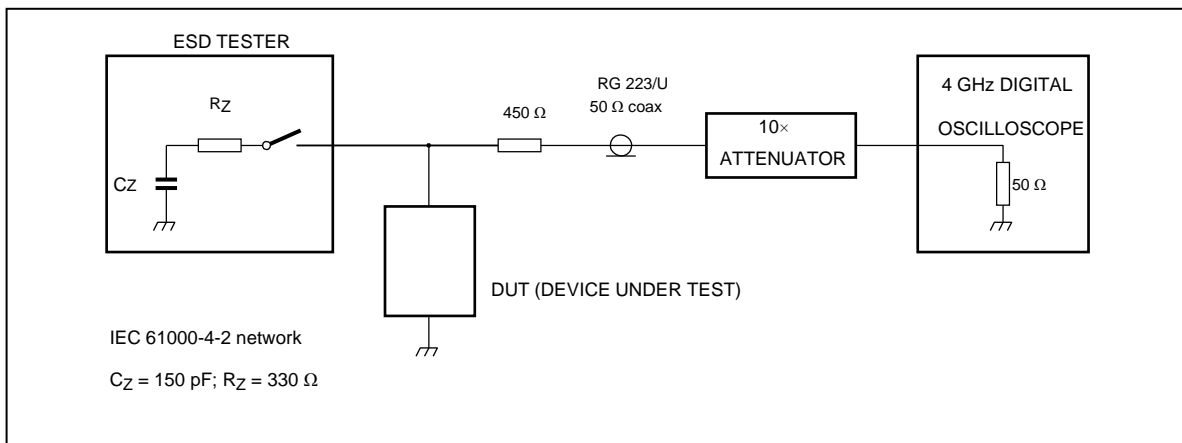 ESD TESTER
RZ
CZ
450 Ω
RG 223/U
50 Ω coax
10×
ATTENUATOR
4 GHz DIGITAL
OSCILLOSCOPE
50 Ω
DUT (DEVICE UNDER TEST)
IEC 61000-4-2 network
CZ = 150 pF; RZ = 330 Ω